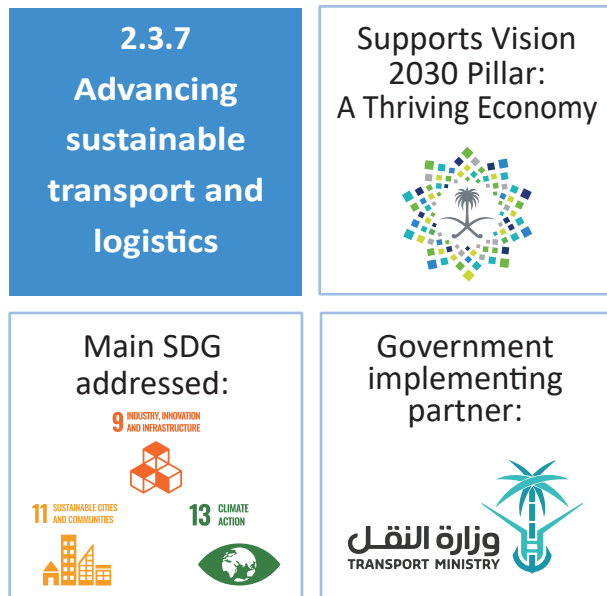 2.3.7
Advancing
sustainable
transport and
logistics
Supports Vision
2030 Pillar:
A Thriving Economy
Main SDG
addressed:
9 INDUSTRY, INNOVATION
AND INFRASTRUCTURE
11 SUSTAINABLE CITIES
AND COMMUNITIES
13 CLIMATE
ACTION
Government
implementing
partner:
وزارة النقل
TRANSPORT MINISTRY